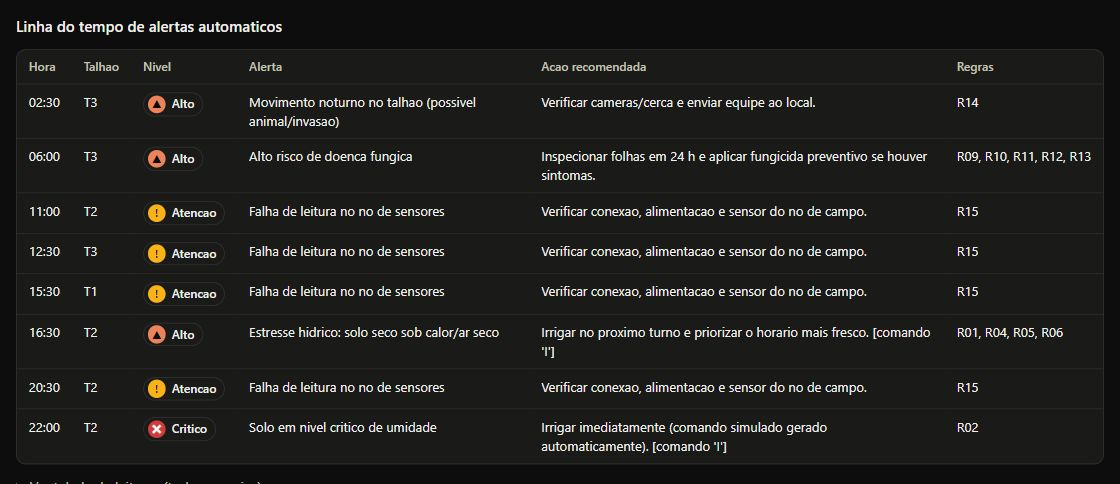 Linha do tempo de alertas automaticos
Hora Talhao Nivel Alerta Acao recomendada Regras
02:30 T3 Alto Movimento noturno no talhao (possivel Verificar cameras/cerca e enviar equipe ao local. R14
animal/invasao)
06:00 T3 Alto Alto risco de doenca fungica Inspecionar folhas em 24 h e aplicar fungicida preventivo se houver R09, R10, R11, R12, R13
sintomas.
11:00 T2 Atencao Falha de leitura no no de sensores Verificar conexao, alimentacao e sensor do no de campo. R15
12:30 T3 Atencao Falha de leitura no no de sensores Verificar conexao, alimentacao e sensor do no de campo. R15
15:30 T1 Atencao Falha de leitura no no de sensores Verificar conexao, alimentacao e sensor do no de campo. R15
16:30 T2 Alto Estresse hidrico: solo seco sob calor/ar seco Irrigar no proximo turno e priorizar o horario mais fresco. [comando R01, R04, R05, R06
'I']
20:30 T2 Atencao Falha de leitura no no de sensores Verificar conexao, alimentacao e sensor do no de campo. R15
22:00 T2 Critico Solo em nivel critico de umidade Irrigar imediatamente (comando simulado gerado R02
automaticamente). [comando 'I']